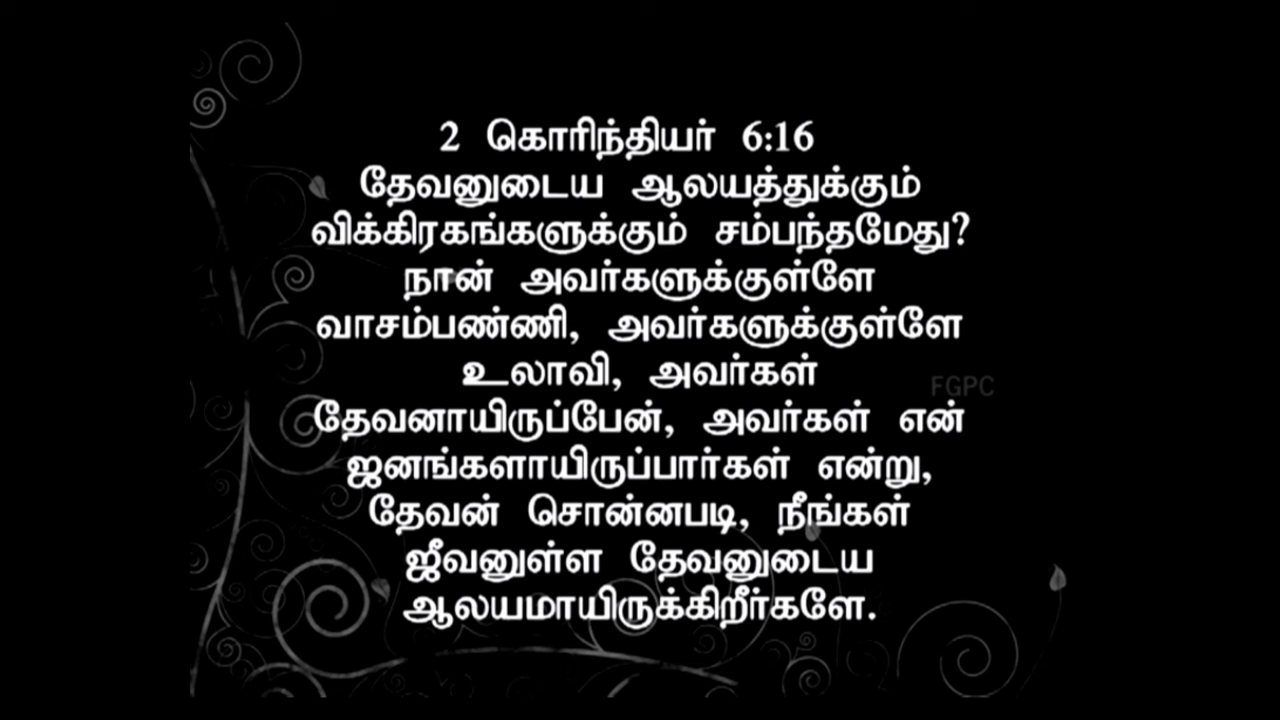 2 கொரிந்தியர் 6:16
தேவனுடைய ஆலயத்துக்கும்
விக்கிரகங்களுக்கும் சம்பந்தமேது?
நான் அவர்களுக்குள்ளே
வாசம்பண்ணி, அவர்களுக்குள்ளே
உலாவி, அவர்கள்
தேவனாயிருப்பேன், அவர்கள் என்
ஜனங்களாயிருப்பார்கள் என்று,
தேவன் சொன்னபடி, நீங்கள்
ஜீவனுள்ள தேவனுடைய
ஆலயமாயிருக்கிறீர்களே.
FGPC